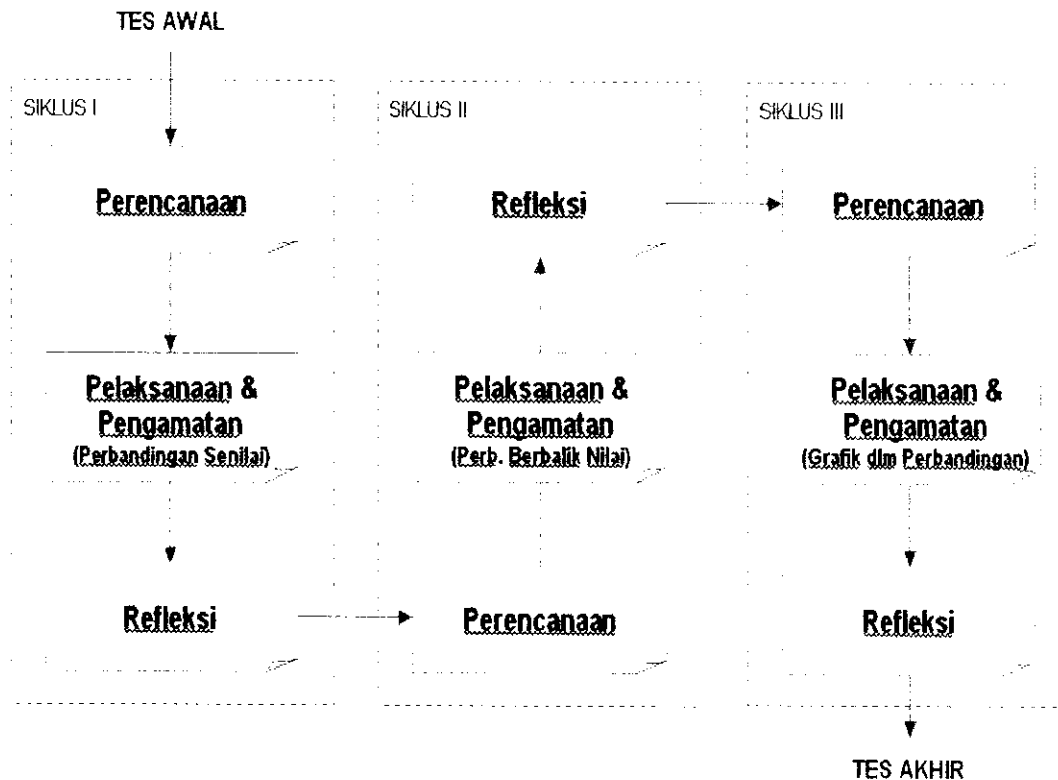 TES AWAL
SIKLUS I
Perencanaan
Pelaksanaan &
Pengamatan
(Perbandingan Senilai)
Refleksi
SIKLUS II
Perencanaan
Pelaksanaan &
Pengamatan
(Perb. Berbalik Nilai)
Refleksi
SIKLUS III
Perencanaan
Pelaksanaan &
Pengamatan
(Grafik dlm Perbandingan)
Refleksi
TES AKHIR